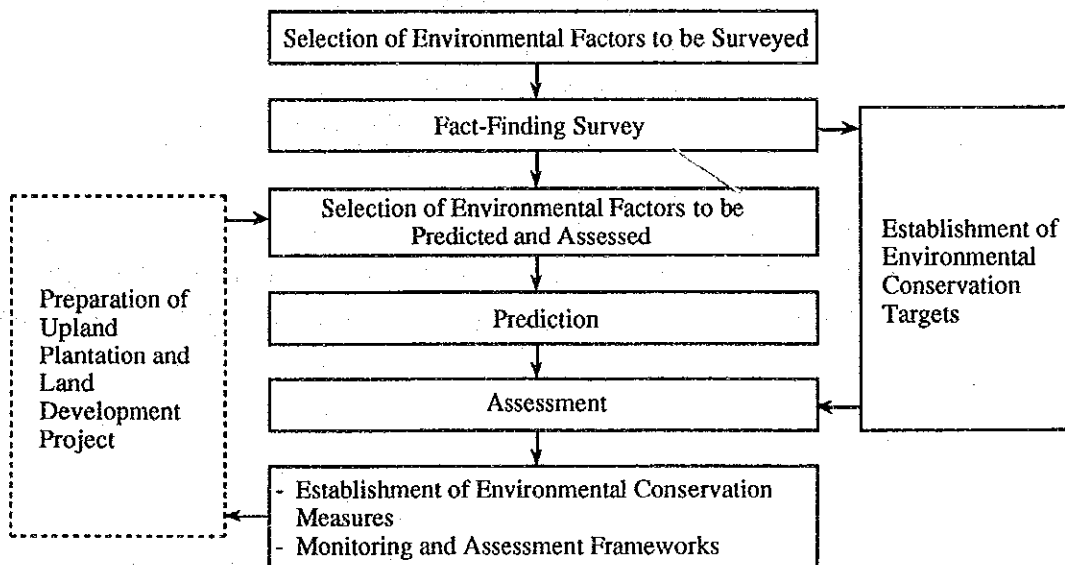 Selection of Environmental Factors to be Surveyed
Fact-Finding Survey
Selection of Environmental Factors to be
Predicted and Assessed
Prediction
Assessment
- Establishment of Environmental Conservation
Measures
- Monitoring and Assessment Frameworks
Preparation of
Upland
Plantation and
Land
Development
Project
Establishment of
Environmental
Conservation
Targets